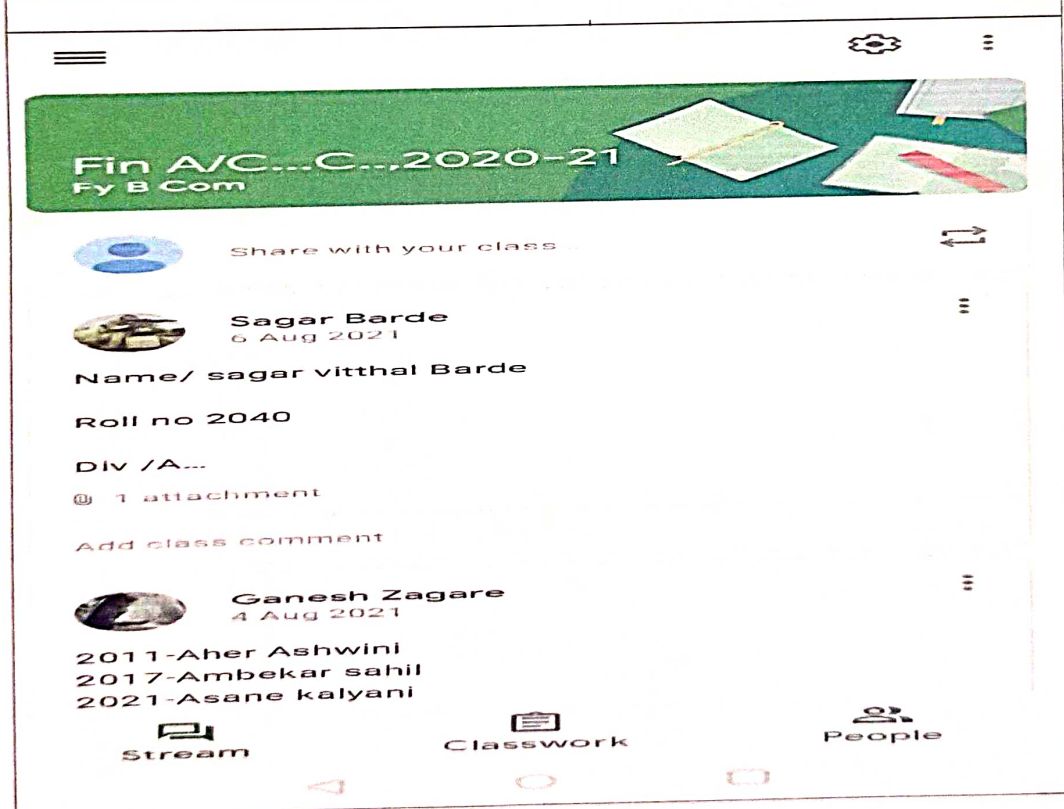 Fin A/C...C..,2020-21
Fy B Com
Share with your class...
Sagar Barde
6 Aug 2021
Name/ sagar vitthal Barde
Roll no 2040
Div /A...
1 attachment
Add class comment
Ganesh Zagare
4 Aug 2021
2011-Aher Ashwini
2017-Ambekar sahil
2021-Asane kalyani
Stream
Classwork
People